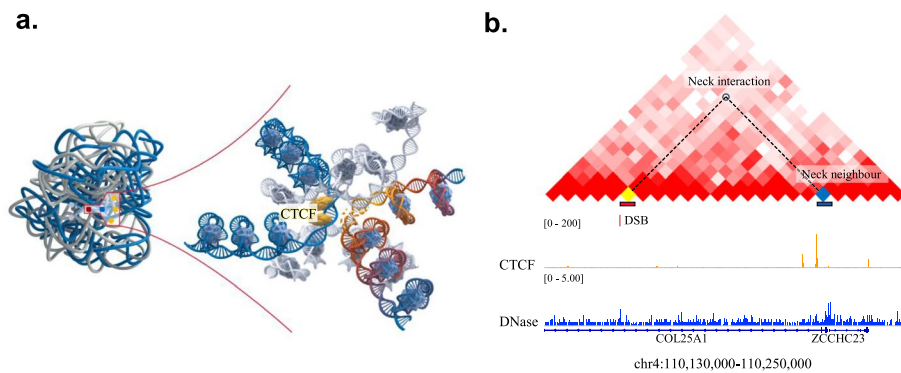 a.
CTCF
b.
Neck interaction
Neck neighbour
DSB
[0 - 200]
CTCF
[0 - 5.00]
DNase
COL25A1
ZCCHC23
chr4:110,130,000-110,250,000